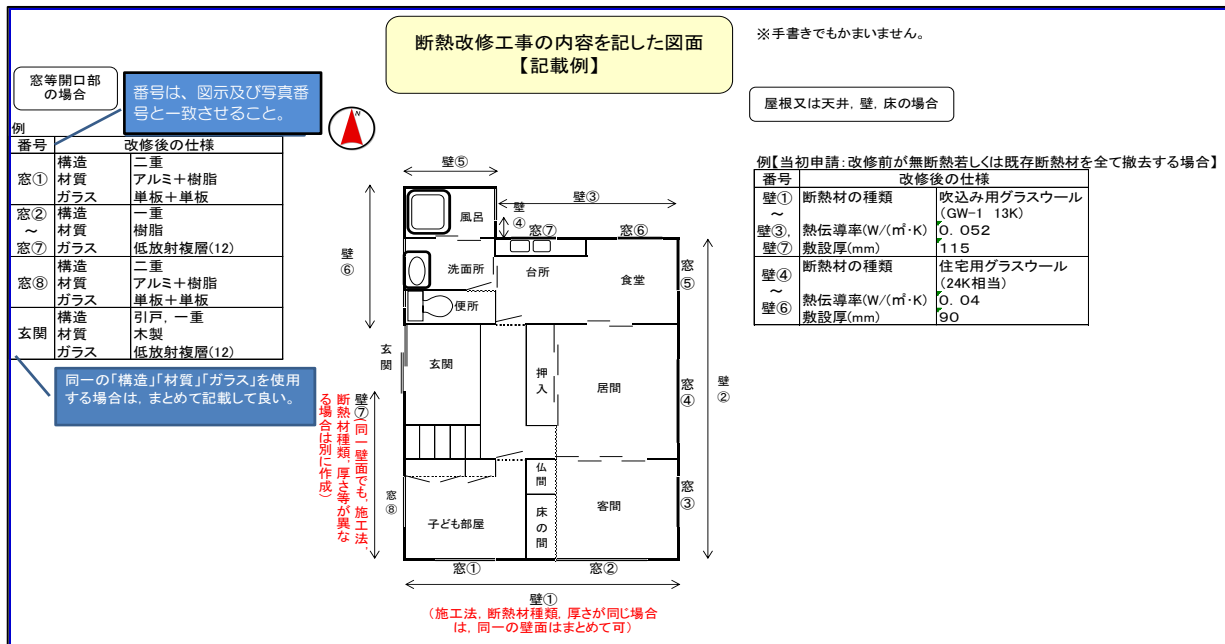 断熱改修工事の内容を記した図面
【記載例】
※手書きでもかまいません。
窓等開口部
の場合
番号は、図示及び写真番
号と一致させること。
屋根又は天井，壁，床の場合
例
番号 改修後の仕様
窓① 構造 二重
材質 アルミ＋樹脂
ガラス 単板＋単板
窓②～窓⑦ 構造 一重
材質 樹脂
ガラス 低放射複層(12)
窓⑧ 構造 二重
材質 アルミ＋樹脂
ガラス 単板＋単板
玄関 構造 引戸，一重
材質 木製
ガラス 低放射複層(12)
同一の「構造」「材質」「ガラス」を使用
する場合は，まとめて記載して良い。
例【当初申請：改修前が無断熱若しくは既存断熱材を全て撤去する場合】
番号 改修後の仕様
壁①～壁③，壁⑦ 断熱材の種類 吹込み用グラスウール
(GW-1 13K)
熱伝導率(W/(㎡・K) 0．052
敷設厚(mm) 115
壁④～壁⑥ 断熱材の種類 住宅用グラスウール
(24K相当)
熱伝導率(W/(㎡・K) 0．04
敷設厚(mm) 90
N
壁⑤
壁③
壁④
窓⑦
窓⑥
風呂
壁⑥
洗面所
台所
食堂
窓⑤
便所
玄関
玄関
押入
居間
窓④
壁②
壁⑦(同一壁面でも，施工法，
断熱材種類，厚さ等が異な
る場合は別に作成)
仏間
窓③
窓⑧
子ども部屋
床の間
客間
窓①
窓②
壁①
（施工法，断熱材種類，厚さが同じ場合
は，同一の壁面はまとめて可）